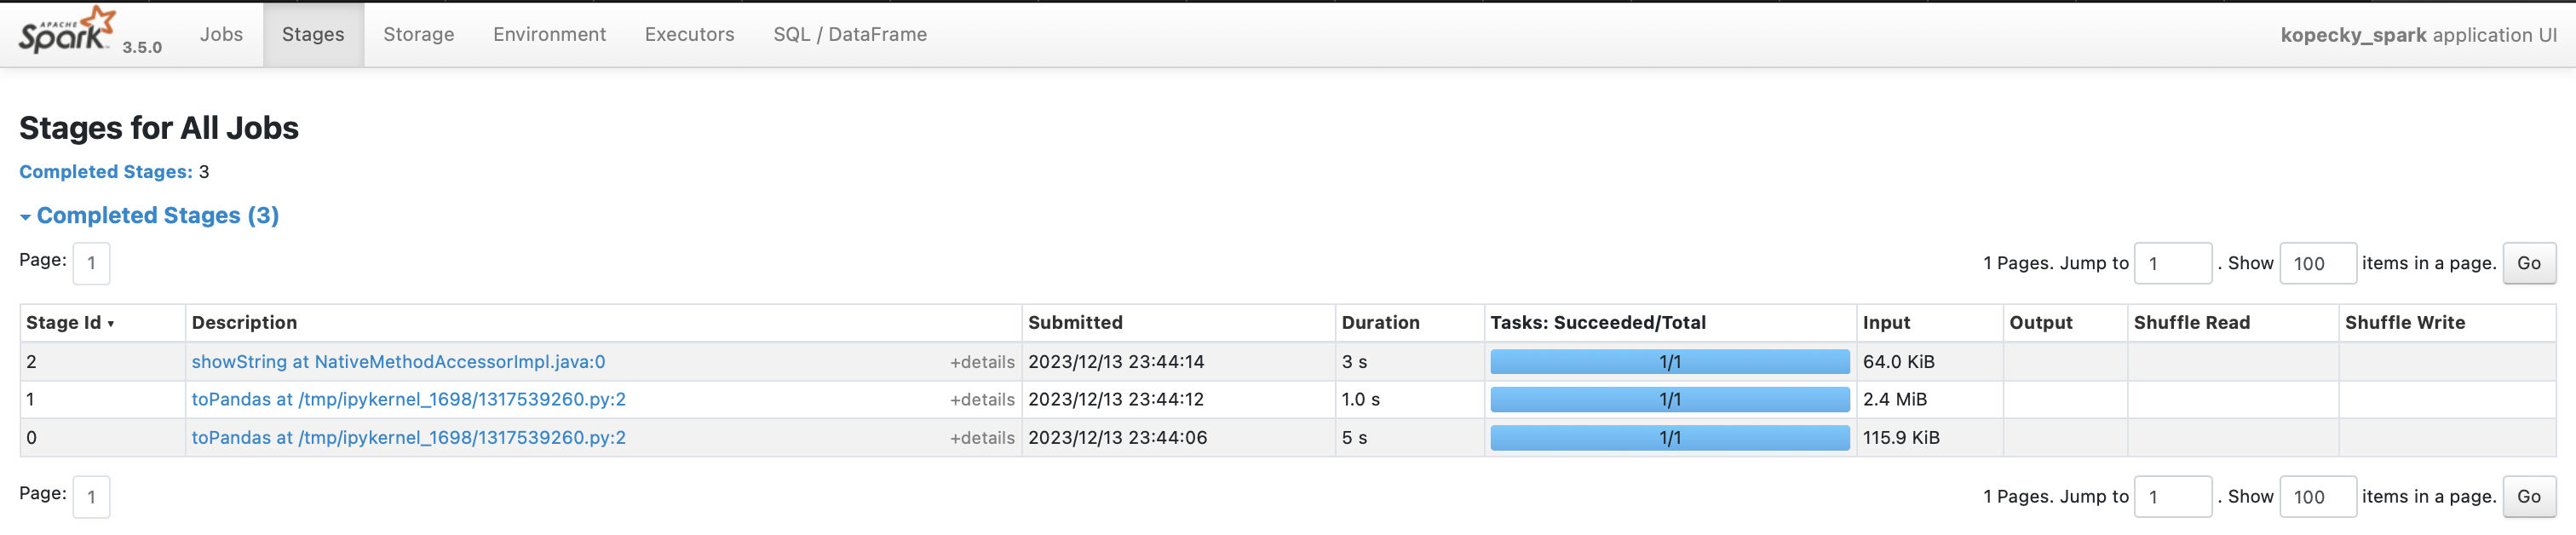 APACHE Spark 3.5.0 Jobs Stages Storage Environment Executors SQL / DataFrame kopecky_spark application UI
Stages for All Jobs
Completed Stages: 3
Completed Stages (3)
Page: 1 1 Pages. Jump to 1 . Show 100 items in a page. Go
Stage Id ▾ Description Submitted Duration Tasks: Succeeded/Total Input Output Shuffle Read Shuffle Write
2 showString at NativeMethodAccessorImpl.java:0 +details 2023/12/13 23:44:14 3 s 1/1 64.0 KiB
1 toPandas at /tmp/ipykernel_1698/1317539260.py:2 +details 2023/12/13 23:44:12 1.0 s 1/1 2.4 MiB
0 toPandas at /tmp/ipykernel_1698/1317539260.py:2 +details 2023/12/13 23:44:06 5 s 1/1 115.9 KiB
Page: 1 1 Pages. Jump to 1 . Show 100 items in a page. Go